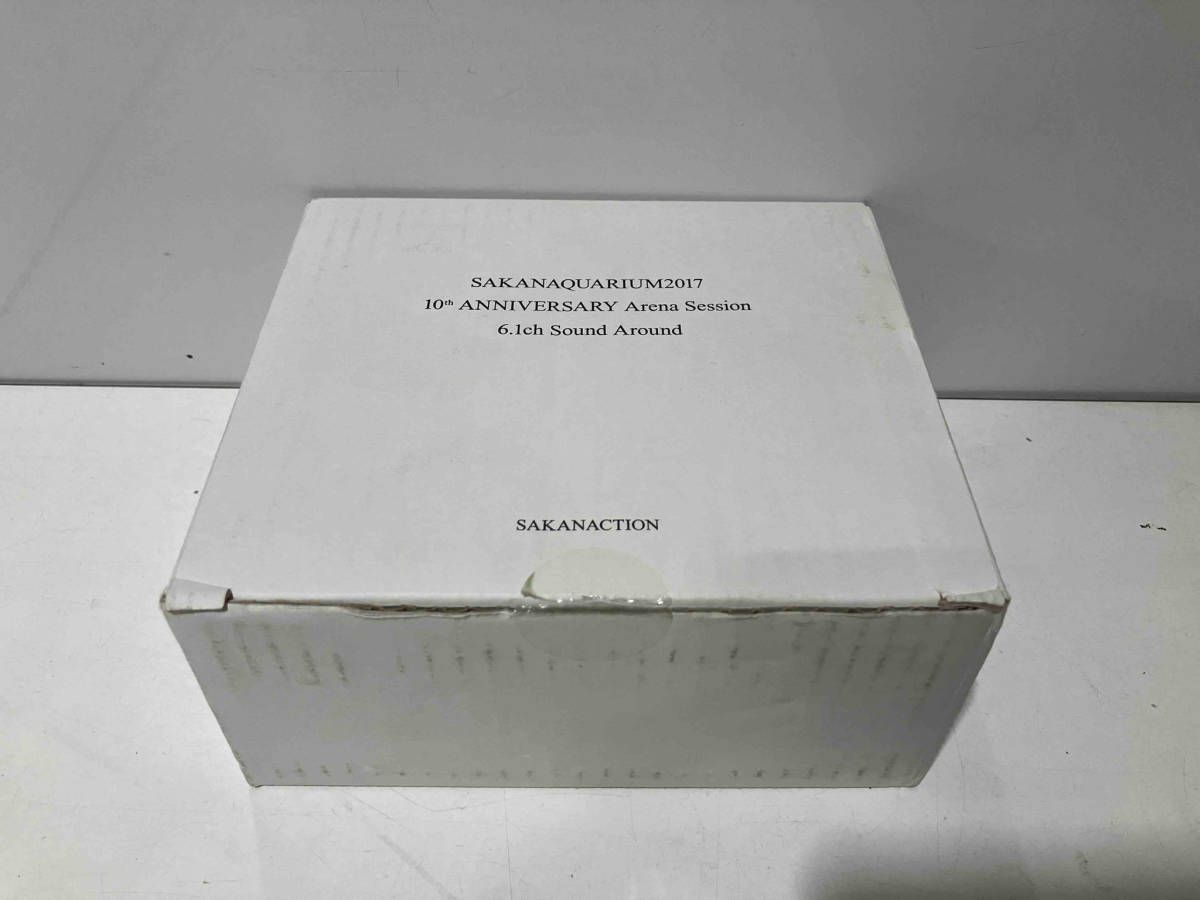 SAKANAQUARIUM2017
10th ANNIVERSARY Arena Session
6.1ch Sound Around
SAKANACTION